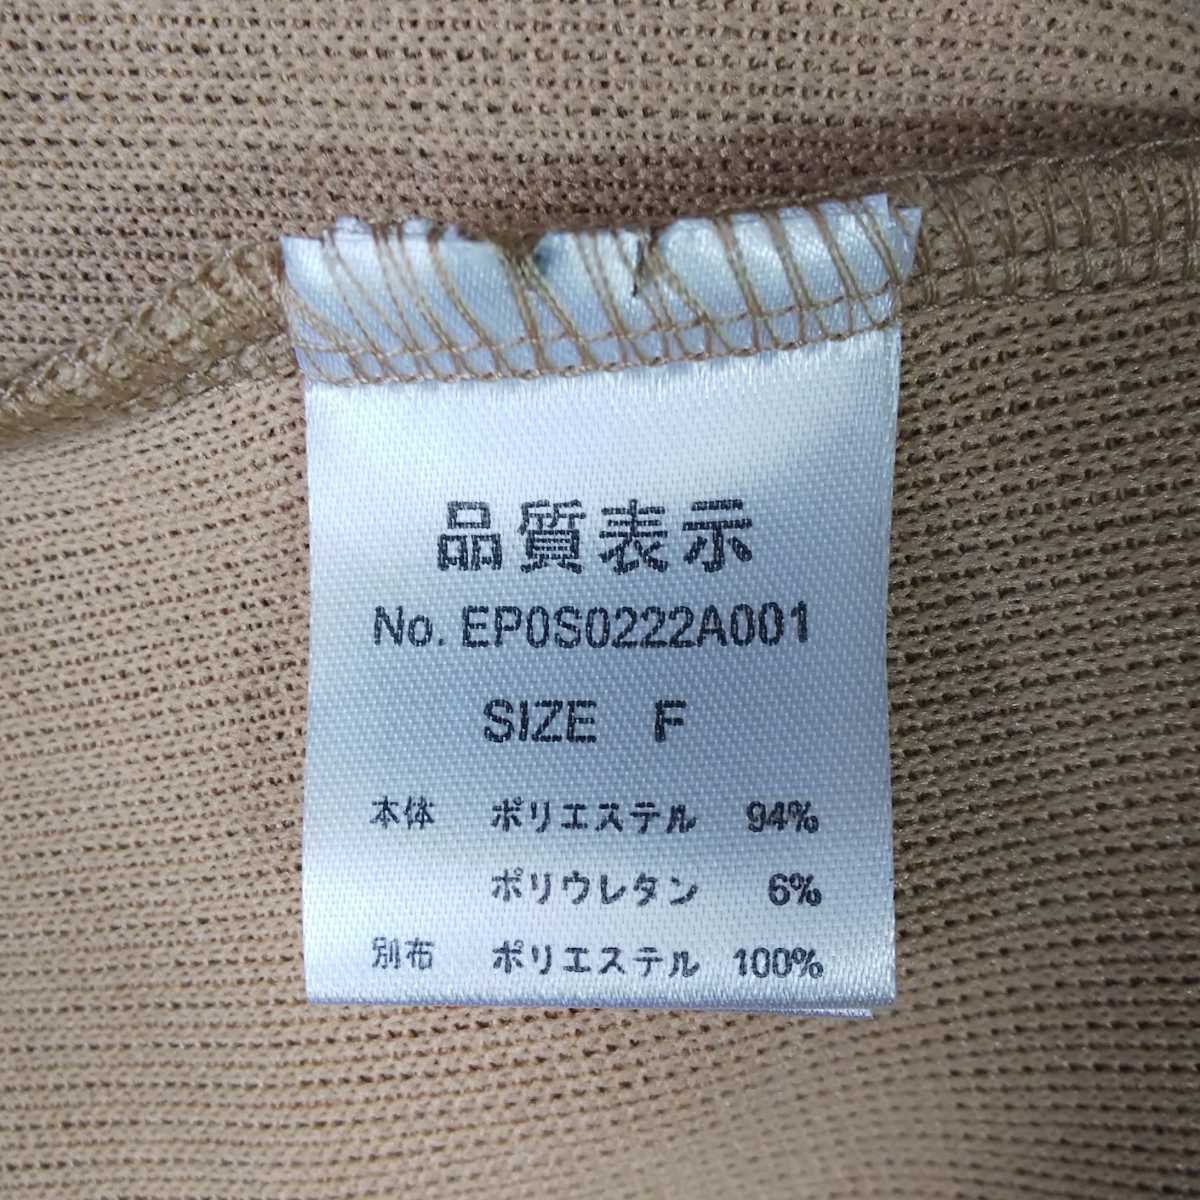 品質表示
No. EP0S0222A001
SIZE F
本体 ポリエステル 94%
ポリウレタン 6%
別布 ポリエステル 100%